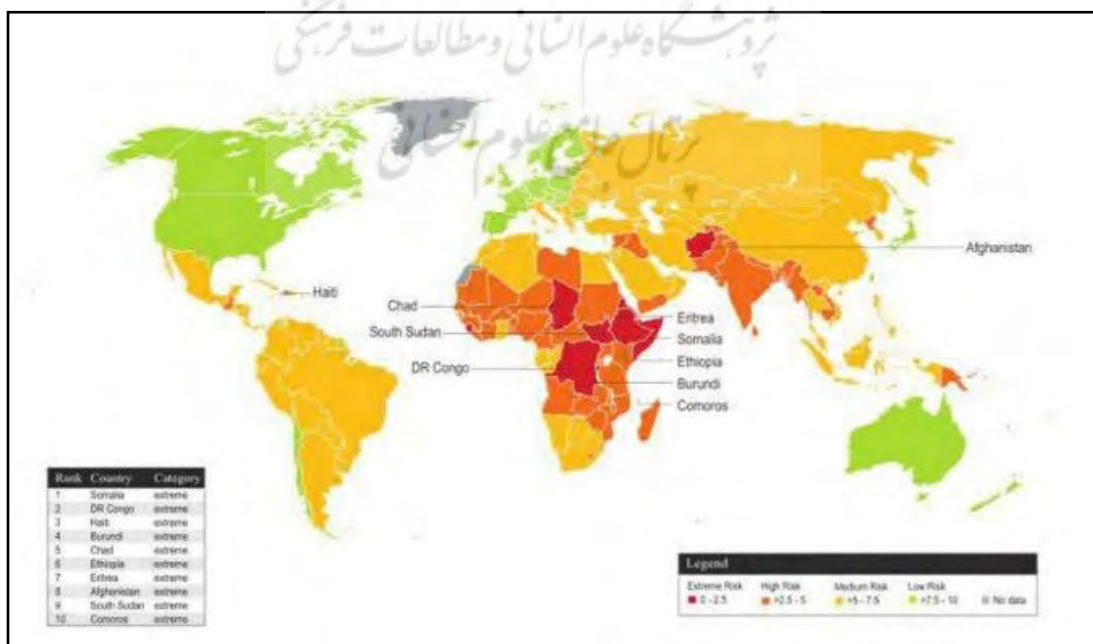 پژوهشگاه علوم انسانی و مطالعات فرهنگی
پرتال جامع علوم انسانی
Afghanistan
Haiti
Chad
Eritrea
South Sudan
Somalia
Ethiopia
DR Congo
Burundi
Comoros
Rank Country Category
1 Somalia extreme
2 DR Congo extreme
3 Haiti extreme
4 Burundi extreme
5 Chad extreme
6 Ethiopia extreme
7 Eritrea extreme
8 Afghanistan extreme
9 South Sudan extreme
10 Comoros extreme
Legend
Extreme Risk High Risk Medium Risk Low Risk
0 - 2.5 >2.5 - 5 >5 - 7.5 >7.5 - 10 No data